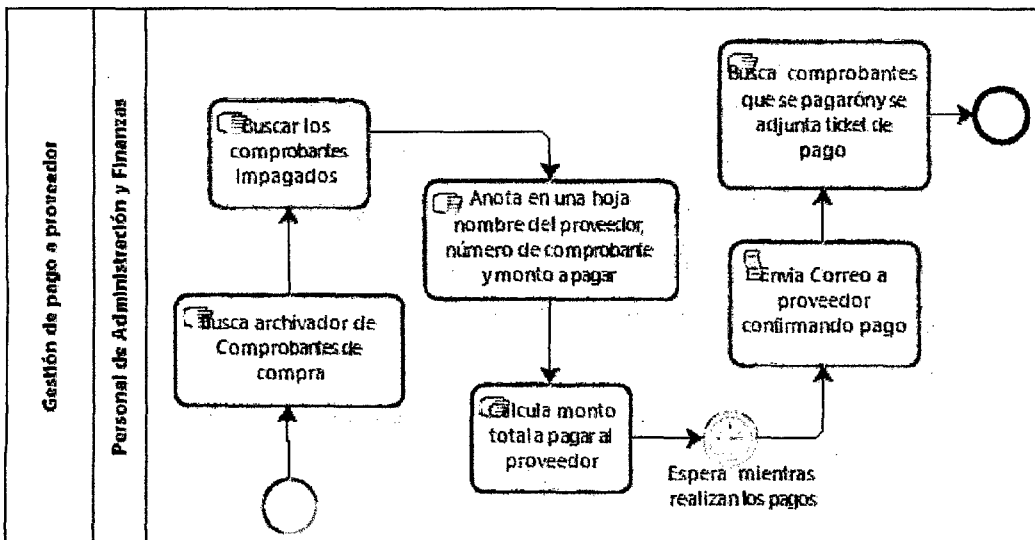 Gestión de pago a proveedor
Personal de Administración y Finanzas
Busca archivador de
Comprobantes de
compra
Buscar los
comprobantes
Impagados
Anota en una hoja
nombre del proveedor,
número de comprobante
y monto a pagar
Calcula monto
total a pagar al
proveedor
Espera mientras
realizan los pagos
Envia Correo a
proveedor
confirmando pago
Busca comprobantes
que se pagarón y se
adjunta ticket de
pago